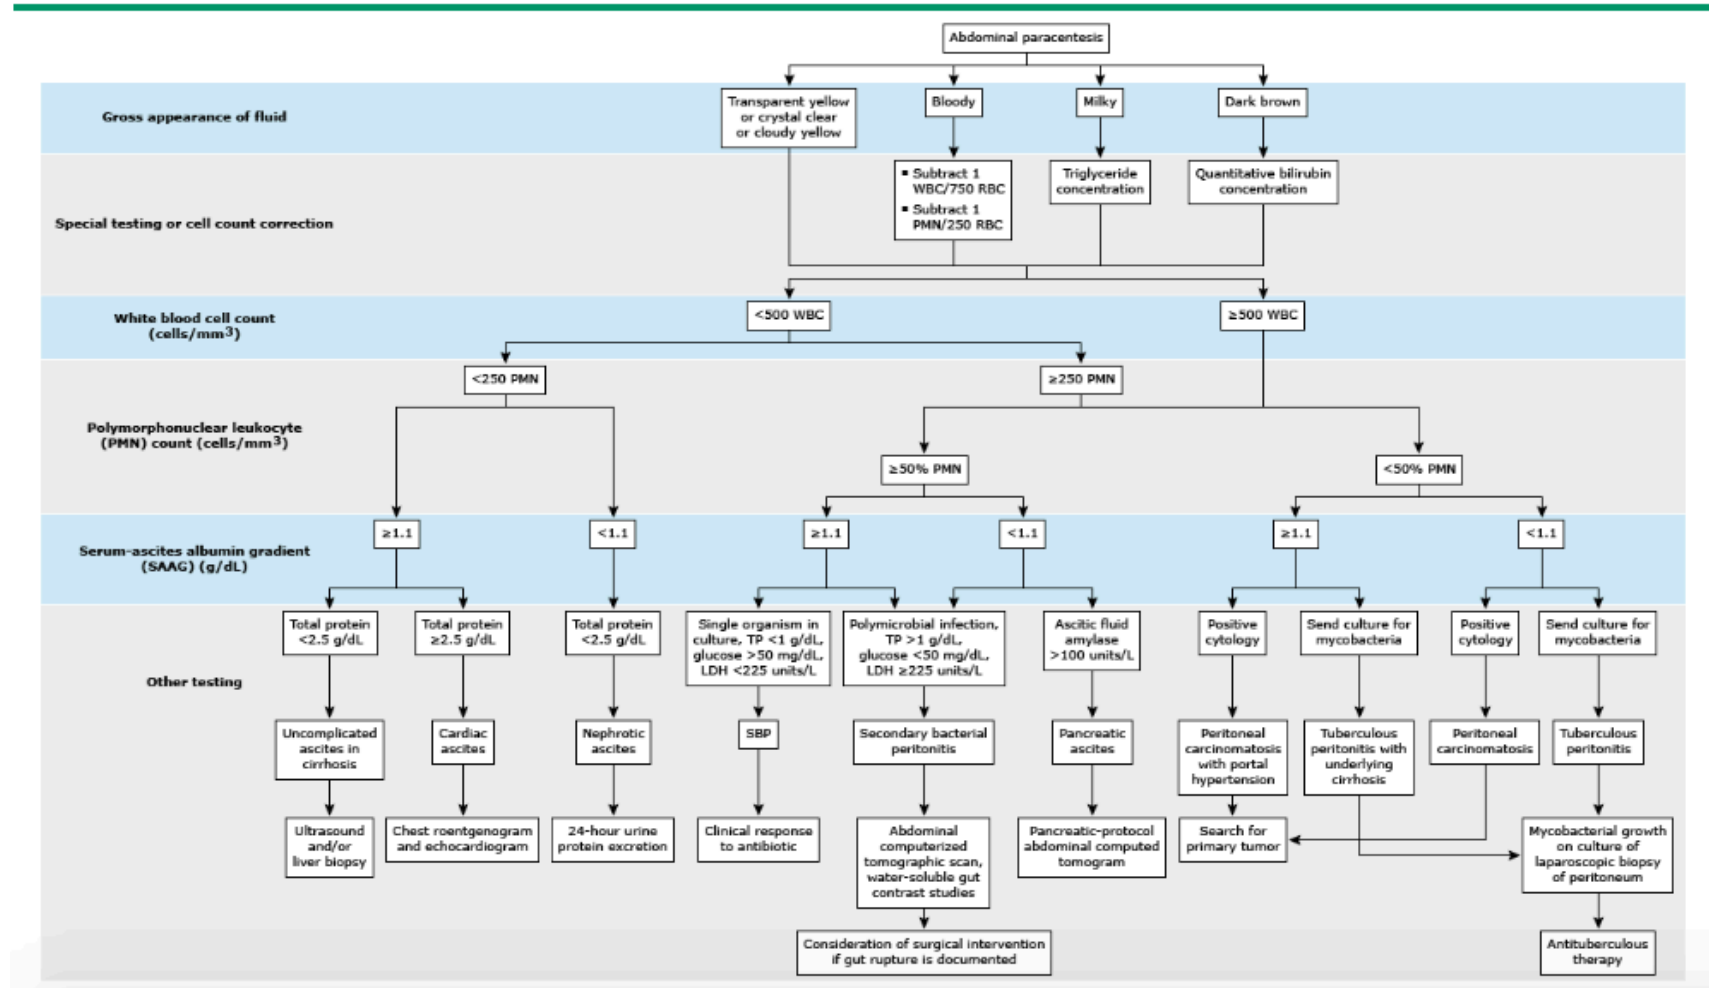 Abdominal paracentesis
Gross appearance of fluid
Transparent yellow
or crystal clear
or cloudy yellow
Bloody
Milky
Dark brown
Special testing or cell count correction
▪ Subtract 1
WBC/750 RBC
▪ Subtract 1
PMN/250 RBC
Triglyceride
concentration
Quantitative bilirubin
concentration
White blood cell count
(cells/mm³)
<500 WBC
≥500 WBC
Polymorphonuclear leukocyte
(PMN) count (cells/mm³)
<250 PMN
≥250 PMN
≥50% PMN
<50% PMN
Serum-ascites albumin gradient
(SAAG) (g/dL)
≥1.1
<1.1
≥1.1
<1.1
≥1.1
<1.1
Other testing
Total protein
<2.5 g/dL
Total protein
≥2.5 g/dL
Total protein
<2.5 g/dL
Single organism in
culture, TP <1 g/dL,
glucose >50 mg/dL,
LDH <225 units/L
Polymicrobial infection,
TP >1 g/dL,
glucose <50 mg/dL,
LDH ≥225 units/L
Ascitic fluid
amylase
>100 units/L
Positive
cytology
Send culture for
mycobacteria
Positive
cytology
Send culture for
mycobacteria
Uncomplicated
ascites in
cirrhosis
Cardiac
ascites
Nephrotic
ascites
SBP
Secondary bacterial
peritonitis
Pancreatic
ascites
Peritoneal
carcinomatosis
with portal
hypertension
Tuberculous
peritonitis with
underlying
cirrhosis
Peritoneal
carcinomatosis
Tuberculous
peritonitis
Ultrasound
and/or
liver biopsy
Chest roentgenogram
and echocardiogram
24-hour urine
protein excretion
Clinical response
to antibiotic
Abdominal
computerized
tomographic scan,
water-soluble gut
contrast studies
Pancreatic-protocol
abdominal computed
tomogram
Search for
primary tumor
Mycobacterial growth
on culture of
laparoscopic biopsy
of peritoneum
Consideration of surgical intervention
if gut rupture is documented
Antituberculous
therapy